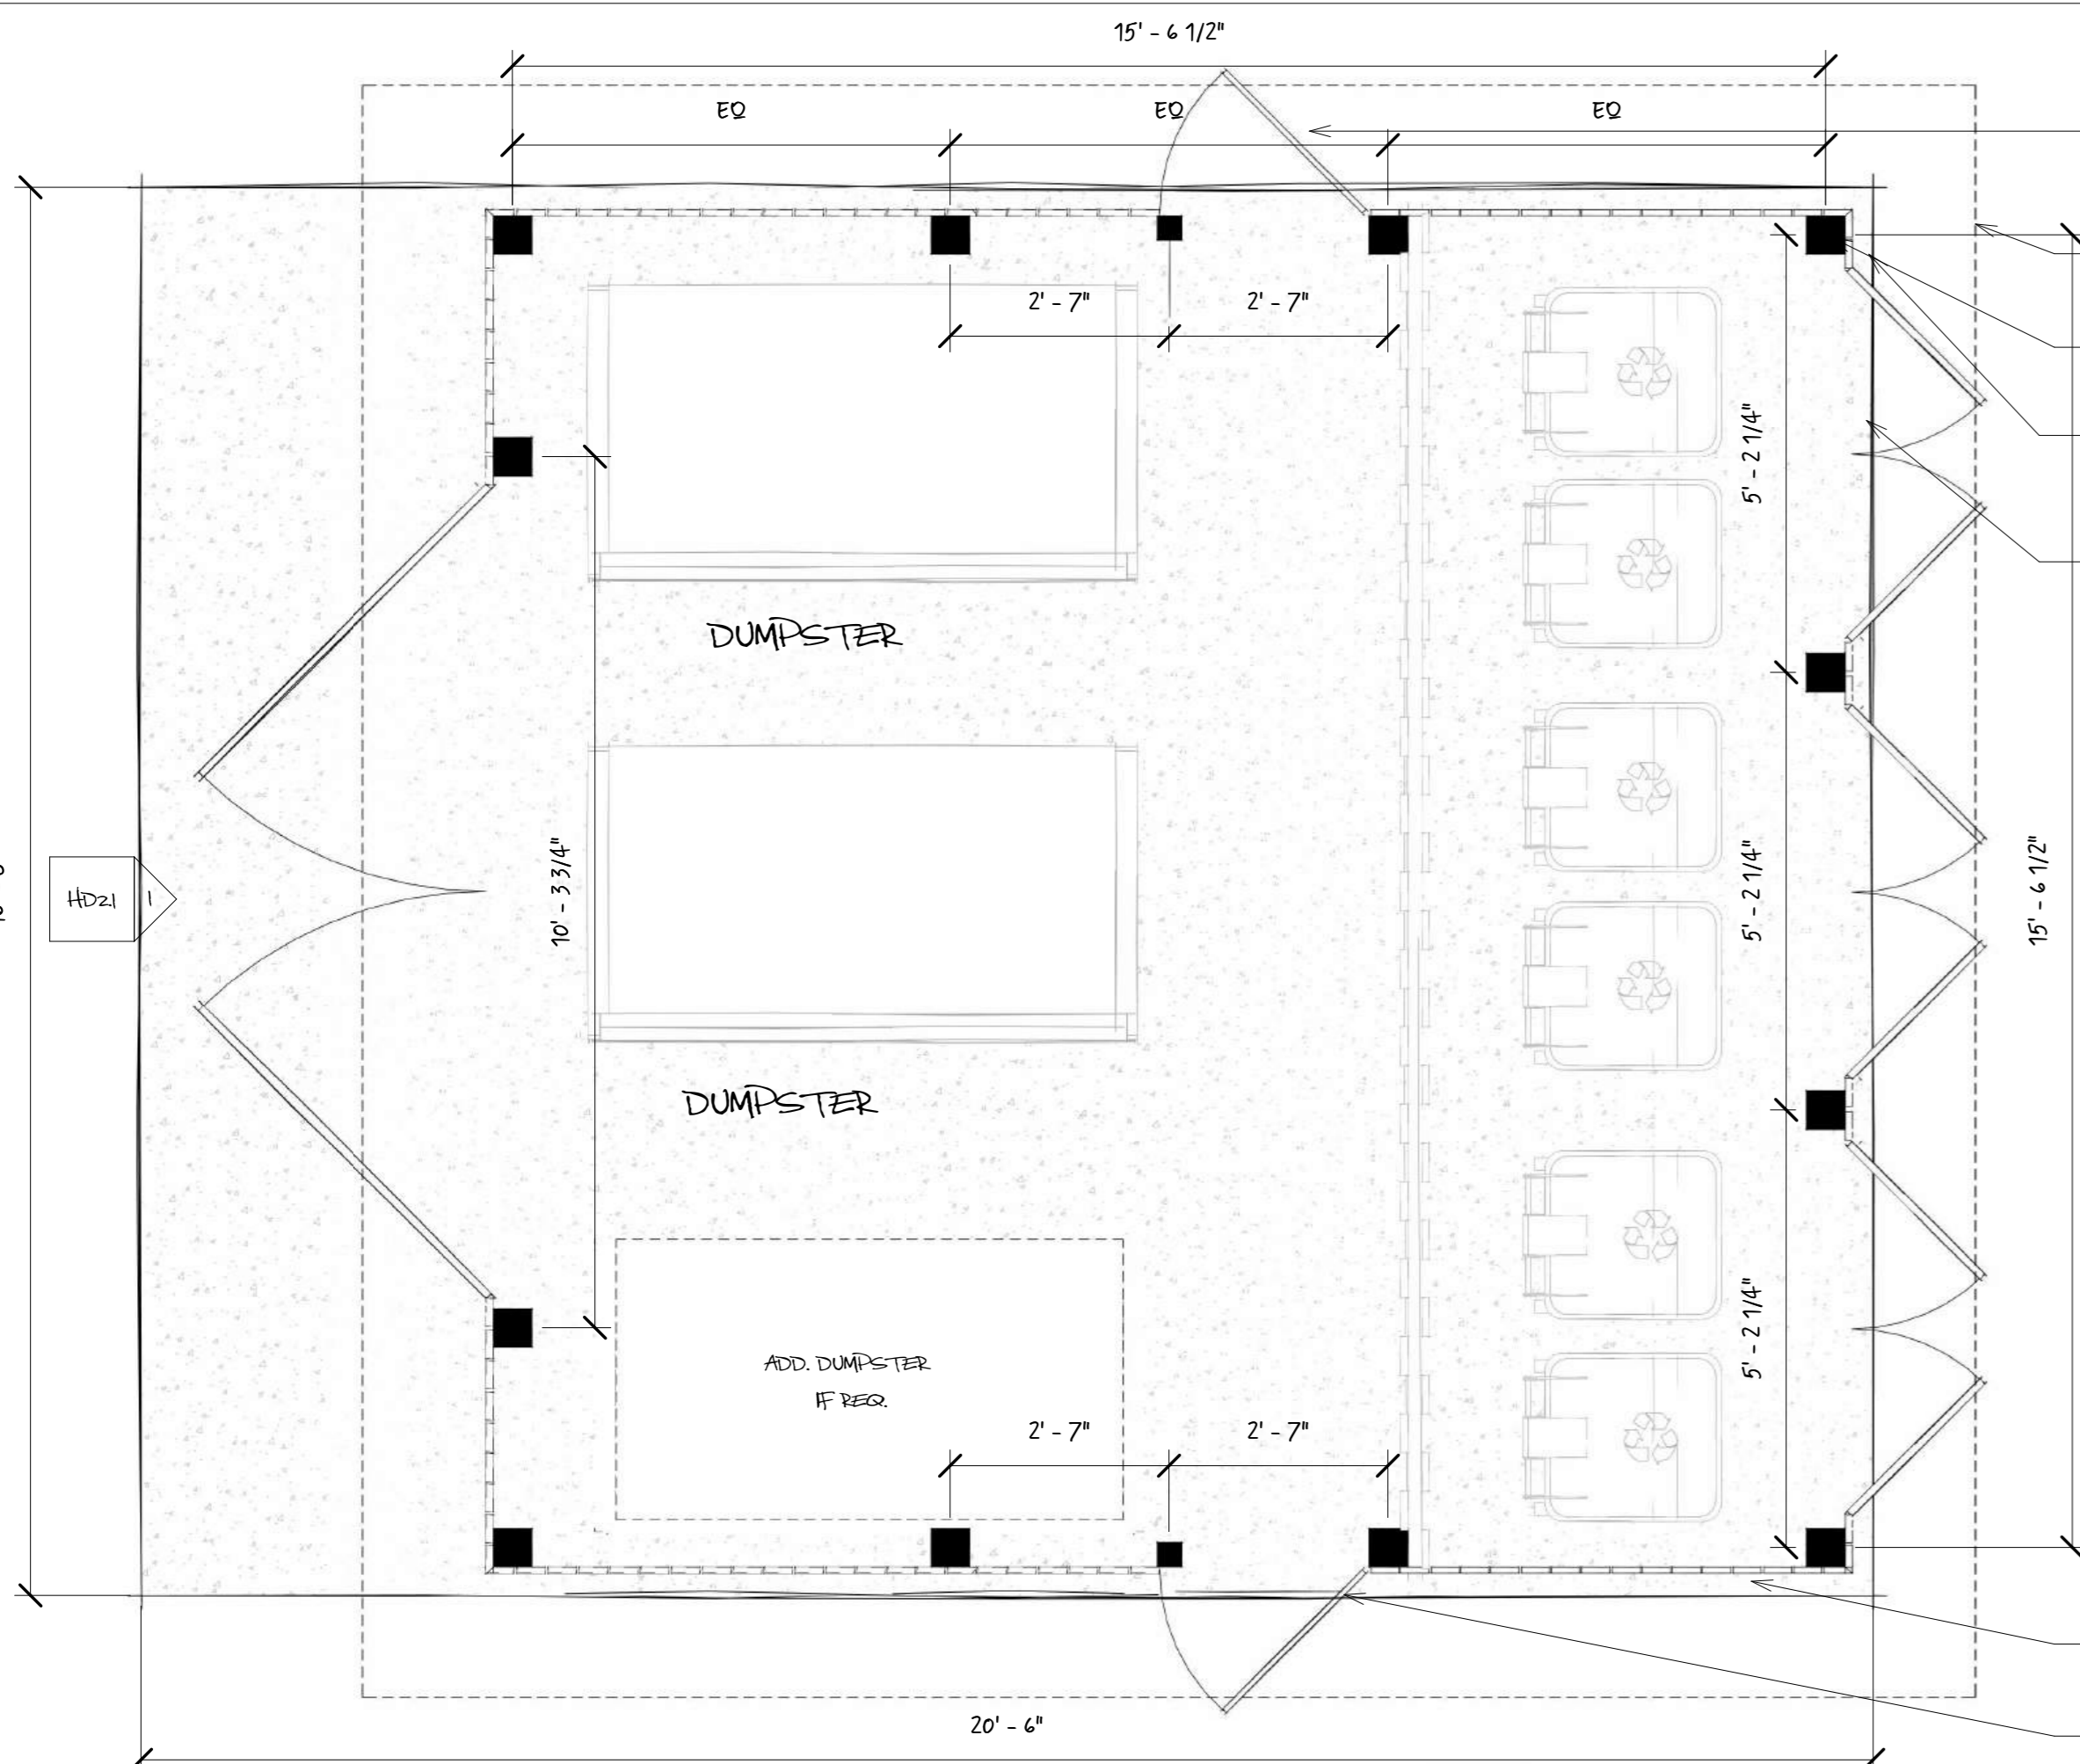 15' - 6 1/2"
EQ
EQ
EQ
2' - 7"
2' - 7"
5' - 2 1/4"
DUMPSTER
10' - 3 3/4"
5' - 2 1/4"
15' - 6 1/2"
HD2.1
1
DUMPSTER
5' - 2 1/4"
ADD. DUMPSTER
IF REQ.
2' - 7"
2' - 7"
20' - 6"